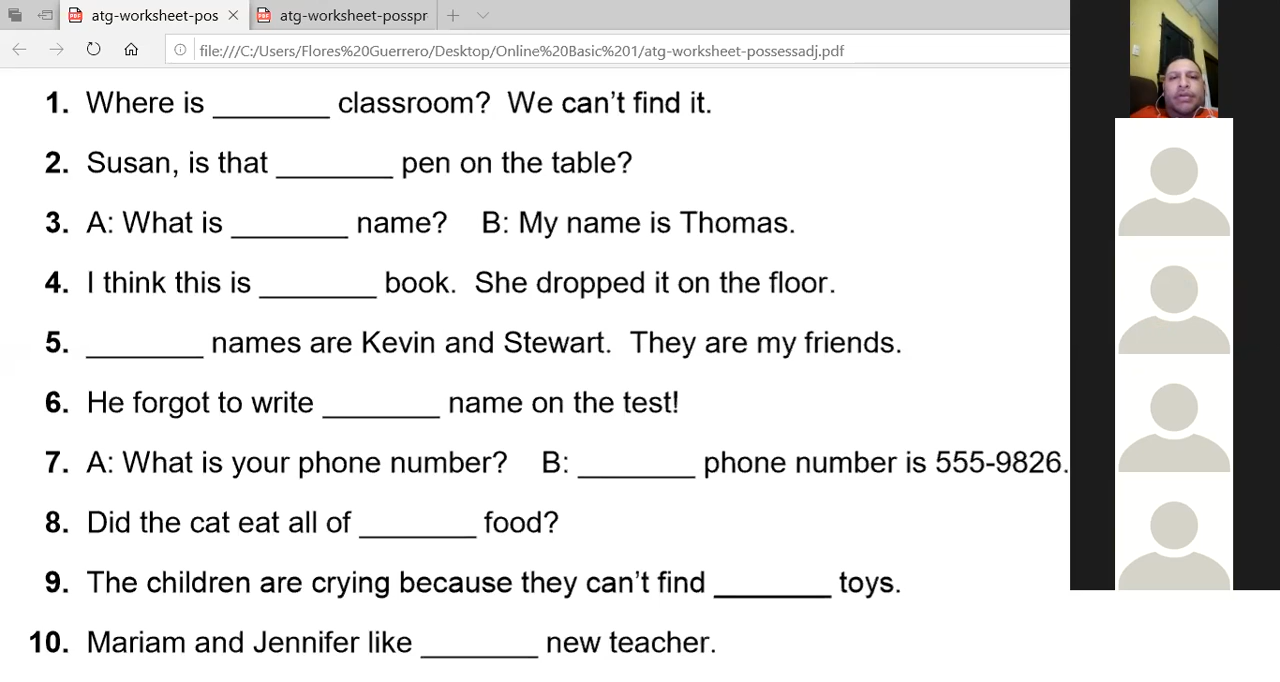 atg-worksheet-pos
atg-worksheet-posspr
file:///C:/Users/Flores%20Guerrero/Desktop/Online%20Basic%201/atg-worksheet-possessadj.pdf
1. Where is ________ classroom? We can't find it.
2. Susan, is that ________ pen on the table?
3. A: What is ________ name? B: My name is Thomas.
4. I think this is ________ book. She dropped it on the floor.
5. ________ names are Kevin and Stewart. They are my friends.
6. He forgot to write ________ name on the test!
7. A: What is your phone number? B: ________ phone number is 555-9826.
8. Did the cat eat all of ________ food?
9. The children are crying because they can't find ________ toys.
10. Mariam and Jennifer like ________ new teacher.